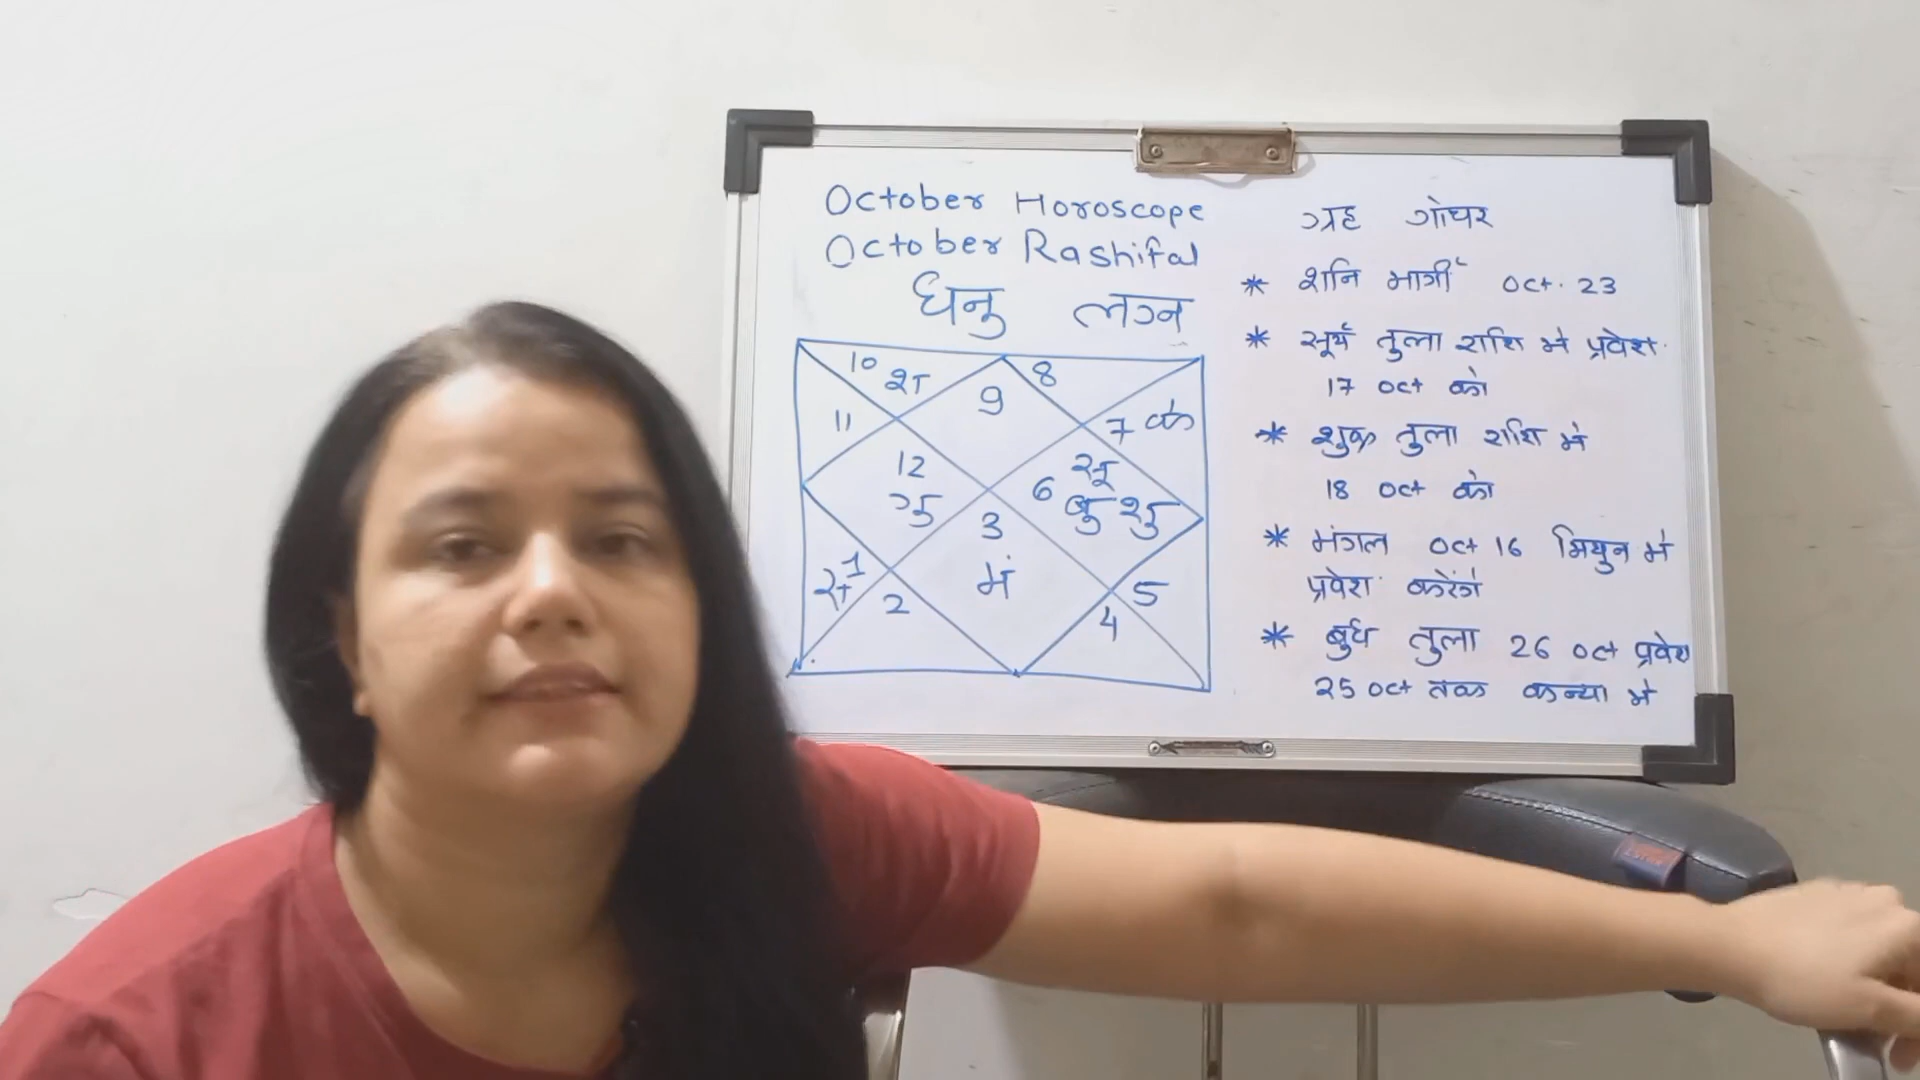 October Horoscope
October Rashifal
धनु लग्न
10 श
11
9
8
7 के
12
गु
6 सू
बु शु
3
मं
1
रा
2
5
4
ग्रह गोचर
* शनि मार्गी Oct. 23
* सूर्य तुला राशि मे प्रवेश
17 Oct को
* शुक्र तुला राशि मे
18 Oct को
* मंगल Oct 16 मिथुन मे
प्रवेश करेंगे
* बुध तुला 26 Oct प्रवेश
25 Oct तक कन्या मे